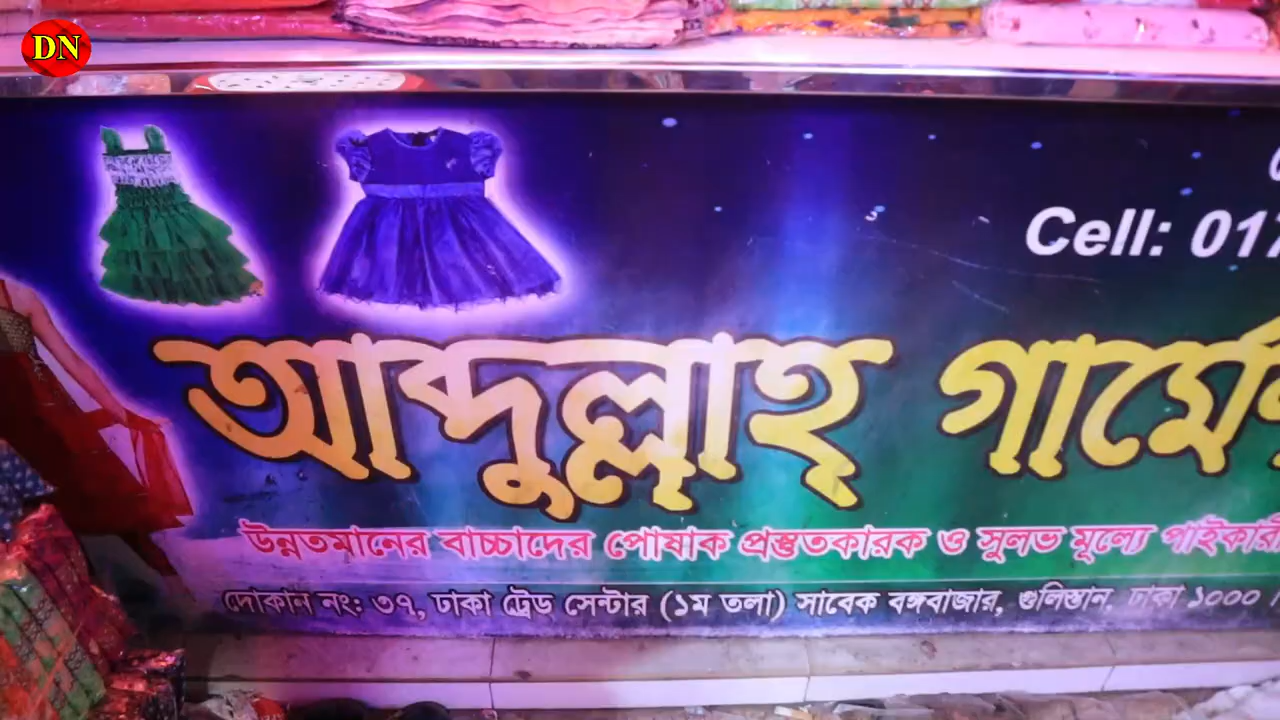 DN
Cell: 017
আব্দুল্লাহ্ গার্মে
উন্নতমানের বাচ্চাদের পোষাক প্রস্তুতকারক ও সুলভ মূল্যে পাইকারী
দোকান নং: ৩৭, ঢাকা ট্রেড সেন্টার (১ম তলা) সাবেক বঙ্গবাজার, গুলিস্তান, ঢাকা ১০০০।